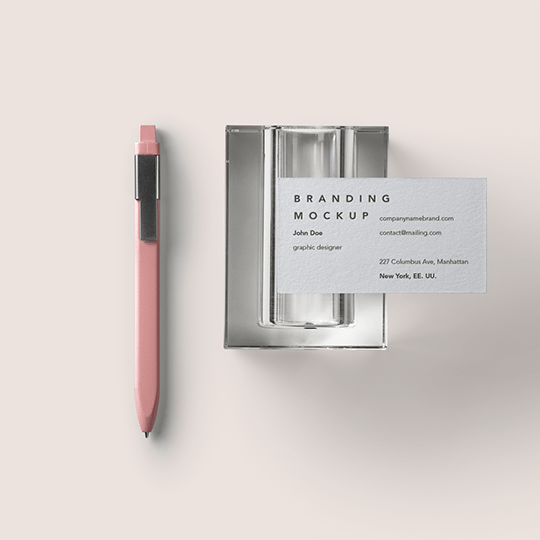 BRANDING
MOCKUP
John Doe
graphic designer
companynamebrand.com
contact@mailing.com
227 Columbus Ave, Manhattan
New York, EE. UU.